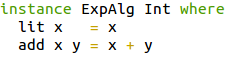 instance ExpAlg Int where
  lit x   = x
  add x y = x + y